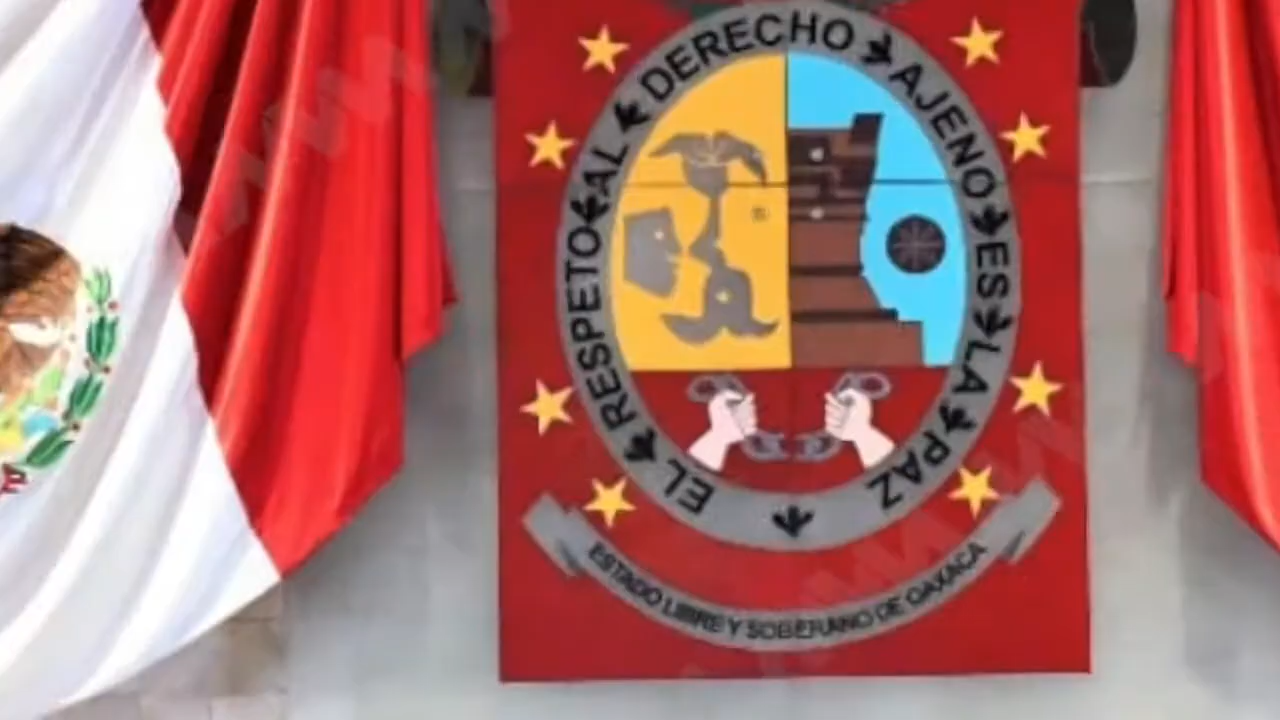 EL RESPETO AL DERECHO AJENO ES LA PAZ
ESTADO LIBRE Y SOBERANO DE OAXACA